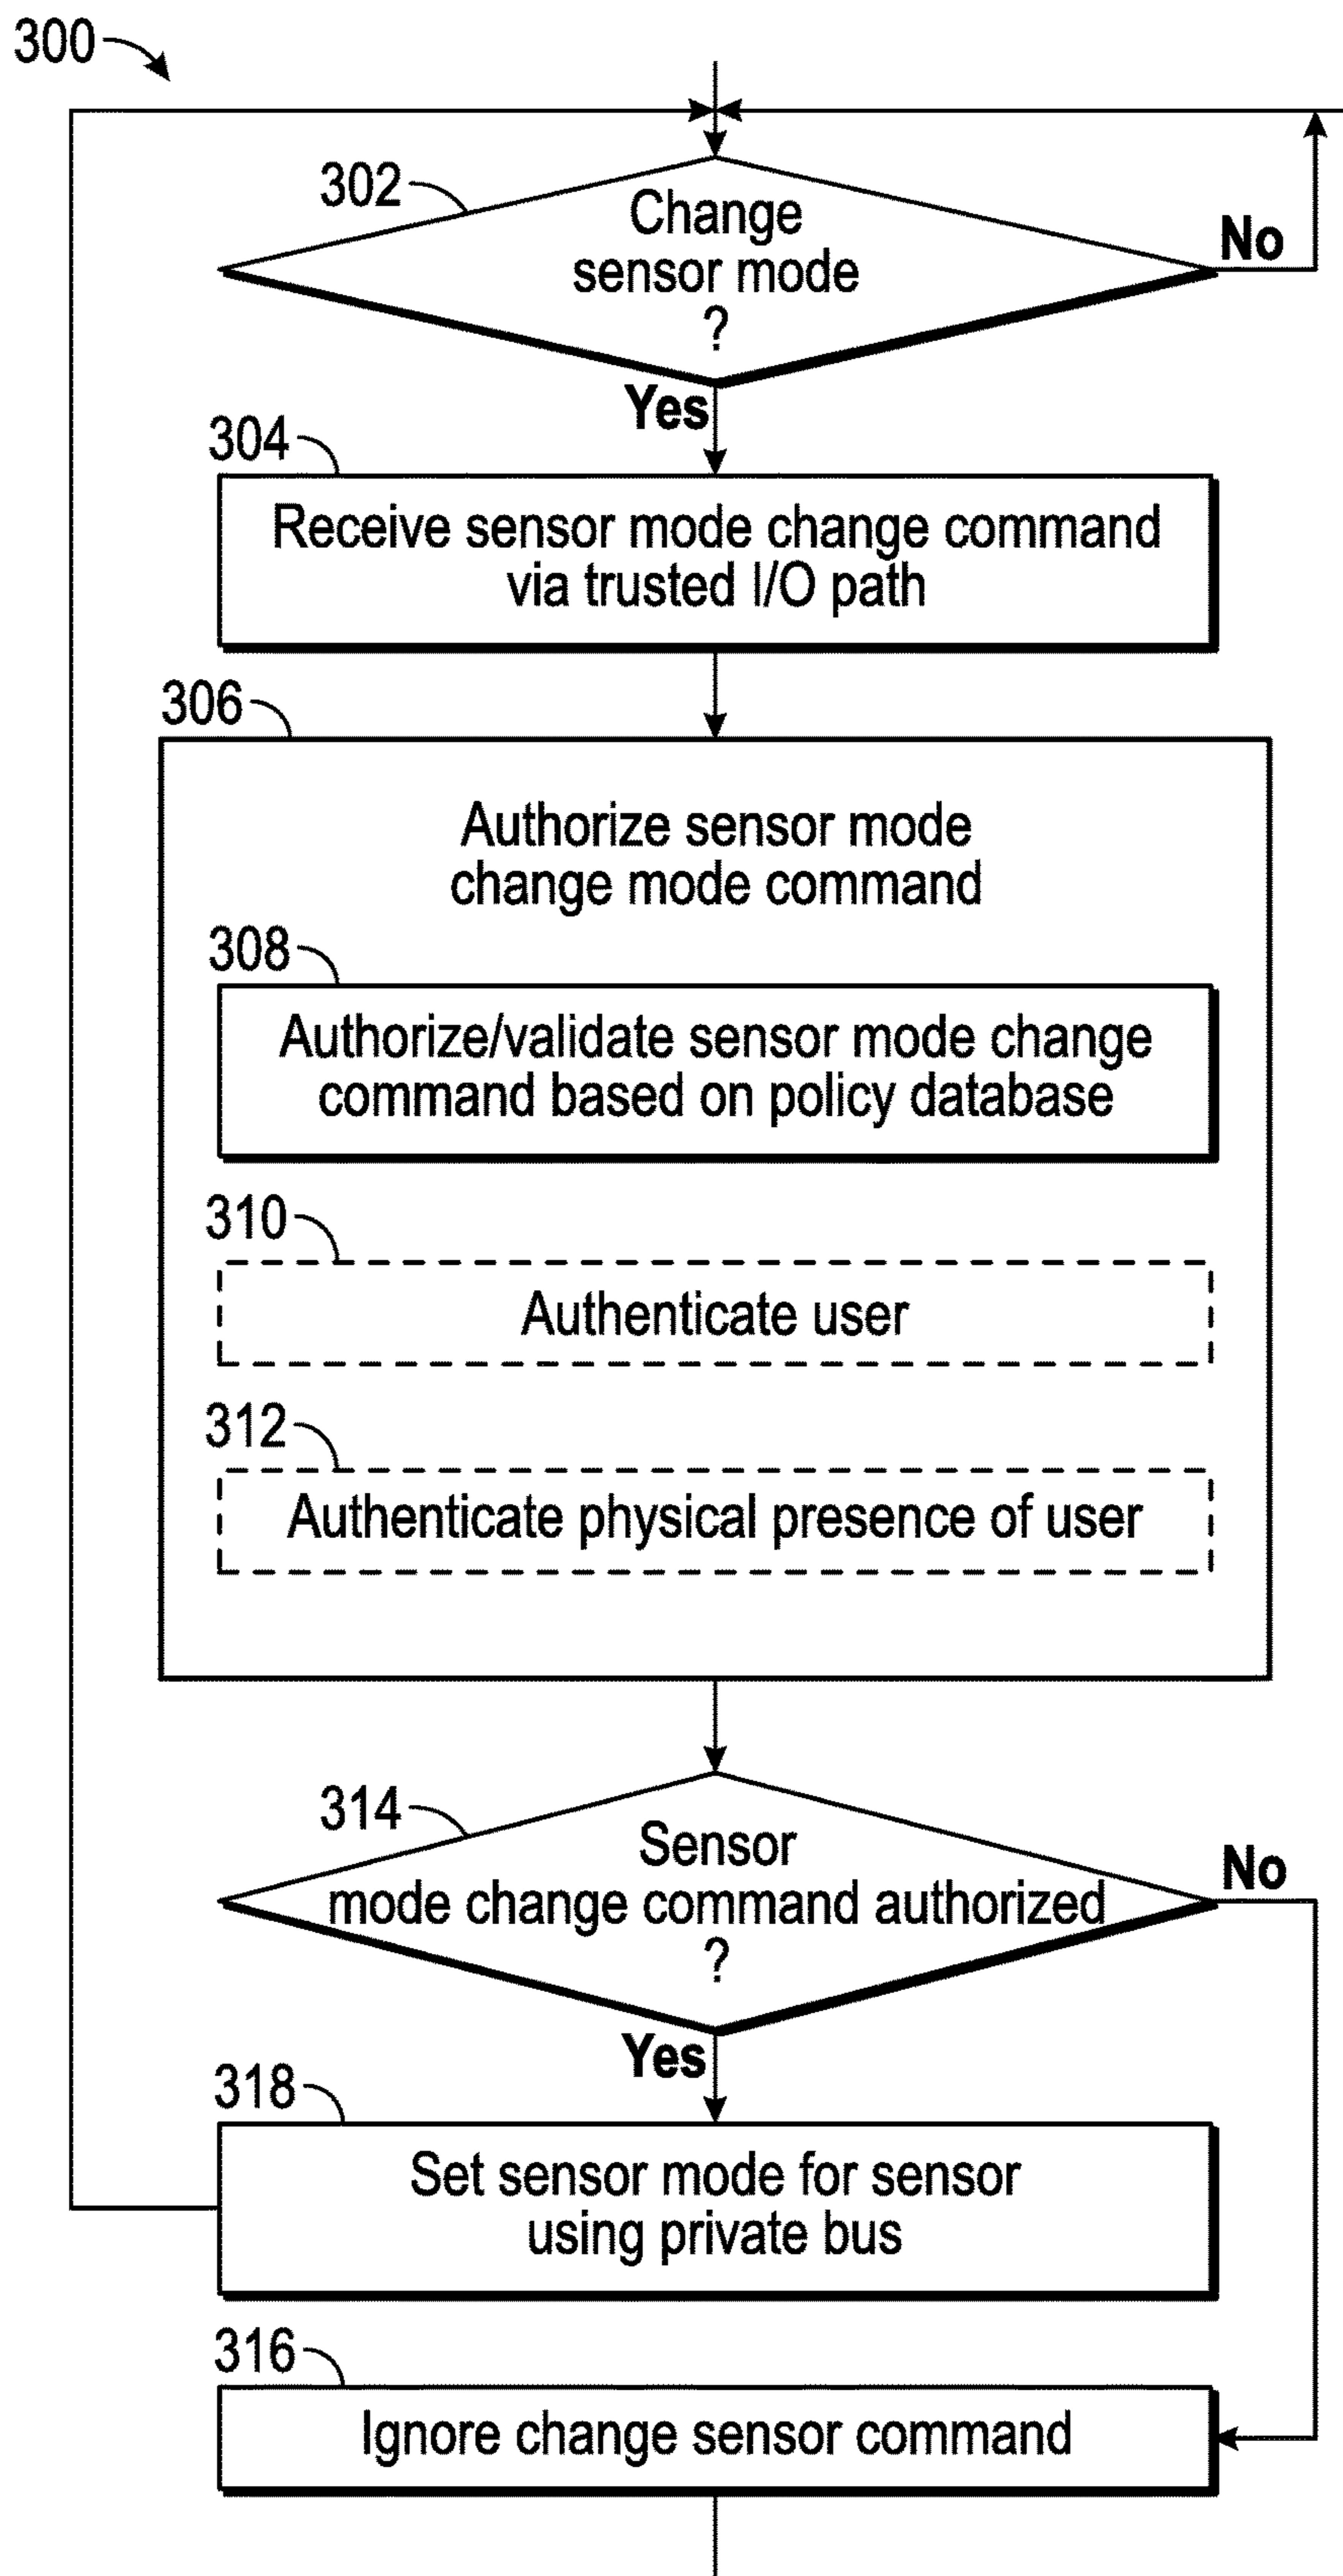 300
302
Change
sensor mode
?
No
Yes
304
Receive sensor mode change command
via trusted I/O path
306
Authorize sensor mode
change mode command
308
Authorize/validate sensor mode change
command based on policy database
310
Authenticate user
312
Authenticate physical presence of user
314
Sensor
mode change command authorized
?
No
Yes
318
Set sensor mode for sensor
using private bus
316
Ignore change sensor command